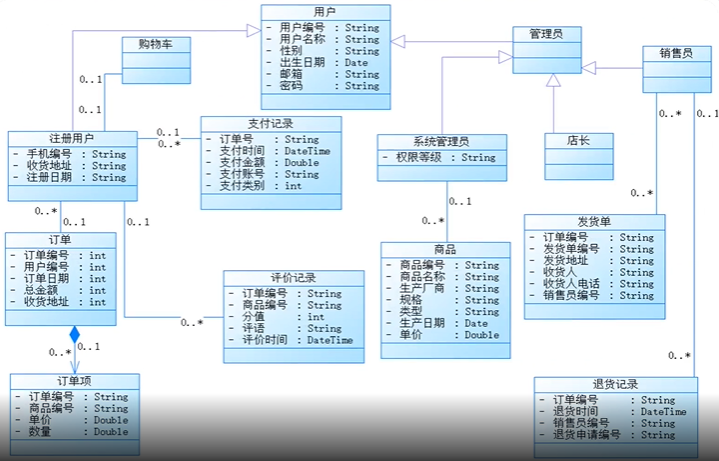 用户
- 用户编号 : String
- 用户名称 : String
- 性别 : String
- 出生日期 : Date
- 邮箱 : String
- 密码 : String
购物车
管理员
销售员
0..1
0..1
注册用户
- 手机编号 : String
- 收货地址 : String
- 注册日期 : String
0..1
0..*
支付记录
- 订单号 : String
- 支付时间 : DateTime
- 支付金额 : Double
- 支付账号 : String
- 支付类别 : int
系统管理员
- 权限等级 : String
店长
0..*
0..1
0..*
0..1
0..1
0..1
0..*
0..*
订单
- 订单编号 : int
- 用户编号 : int
- 订单日期 : int
- 总金额 : int
- 收货地址 : int
评价记录
- 订单编号 : String
- 商品编号 : String
- 分值 : int
- 评语 : String
- 评价时间 : DateTime
0..*
商品
- 商品编号 : String
- 商品名称 : String
- 生产厂商 : String
- 规格 : String
- 类型 : String
- 生产日期 : Date
- 单价 : Double
发货单
- 订单编号 : String
- 发货单编号 : String
- 发货地址 : String
- 收货人 : String
- 收货人电话 : String
- 销售员编号 : String
0..1
0..*
0..*
订单项
- 订单编号 : String
- 商品编号 : String
- 单价 : Double
- 数量 : Double
退货记录
- 订单编号 : String
- 退货时间 : DateTime
- 销售员编号 : String
- 退货申请编号 : String